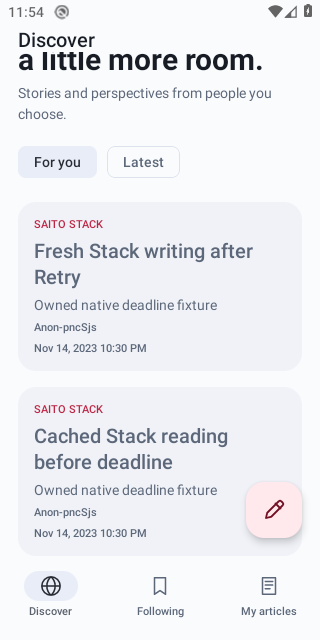 11:54
Discover
a little more room.
Stories and perspectives from people you
choose.
For you
Latest
SAITO STACK
Fresh Stack writing after
Retry
Owned native deadline fixture
Anon-pncSjs
Nov 14, 2023 10:30 PM
SAITO STACK
Cached Stack reading
before deadline
Owned native deadline fixture
Anon-pncSjs
Nov 14, 2023 10:30 PM
Discover
Following
My articles